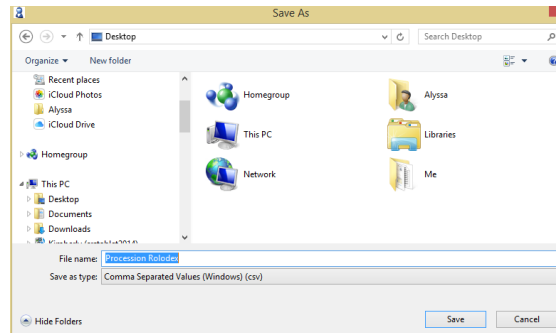 Save As
Desktop
Search Desktop
Organize
New folder
Recent places
iCloud Photos
Alyssa
iCloud Drive
Homegroup
This PC
Desktop
Documents
Downloads
Homegroup
Alyssa
This PC
Libraries
Network
Me
File name: Procession Rolodex
Save as type: Comma Separated Values (Windows) (csv)
Hide Folders
Save
Cancel